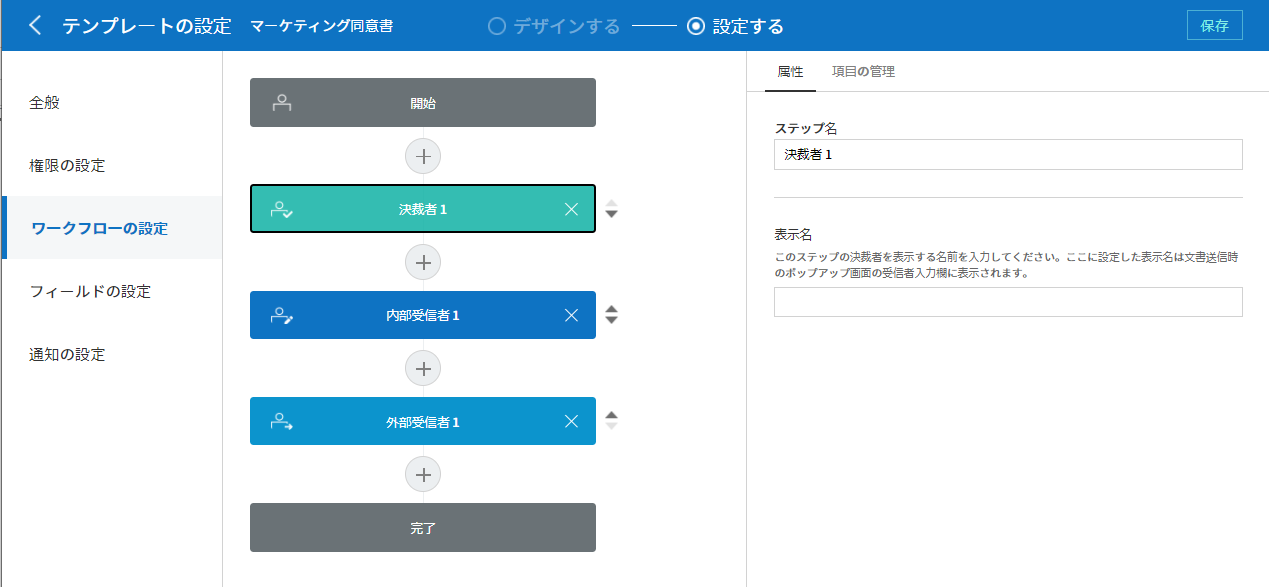 テンプレートの設定 マーケティング同意書 デザインする 設定する 保存
全般
権限の設定
ワークフローの設定
フィールドの設定
通知の設定
開始
決裁者 1
内部受信者 1
外部受信者 1
完了
属性 項目の管理
ステップ名
決裁者 1
表示名
このステップの決裁者を表示する名前を入力してください。ここに設定した表示名は文書送信時
のポップアップ画面の受信者入力欄に表示されます。